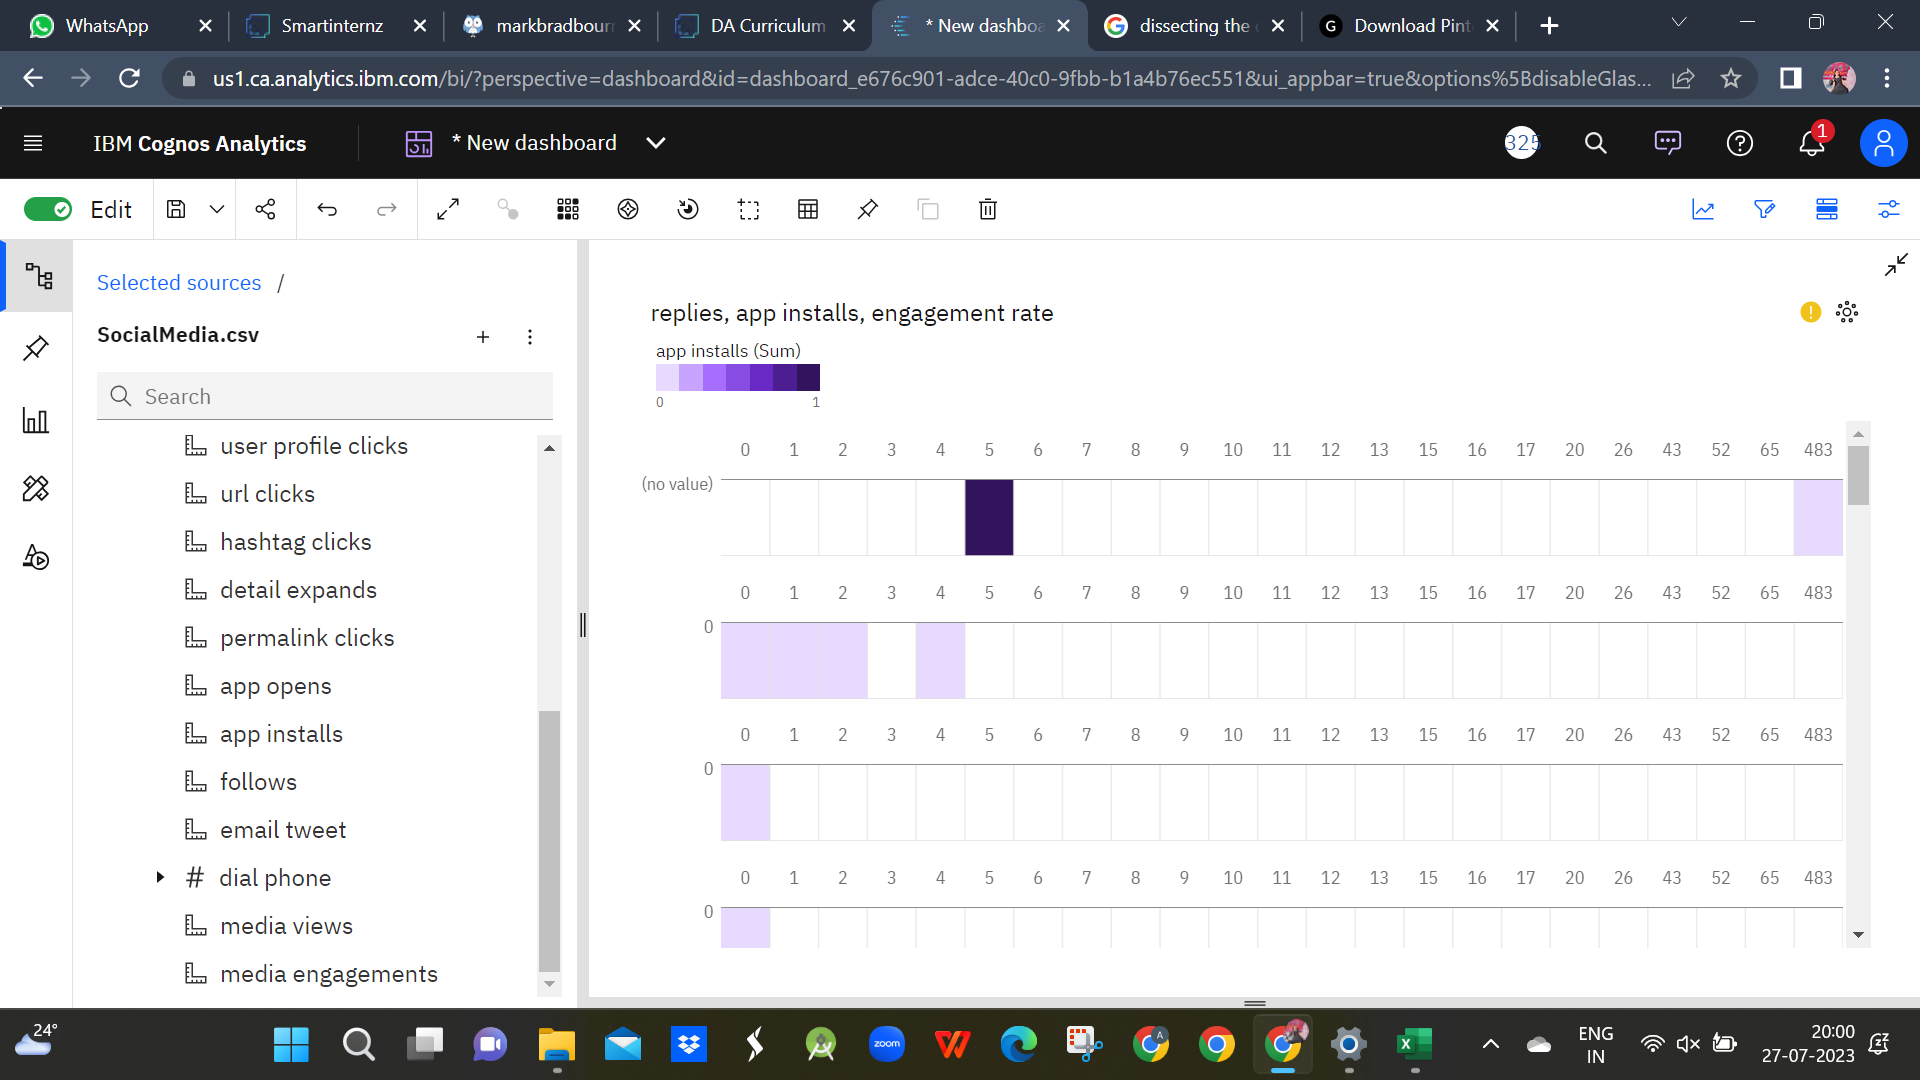 WhatsApp
Smartinternz
markbradbour
DA Curriculum
* New dashboa
dissecting the
G Download Pint
us1.ca.analytics.ibm.com/bi/?perspective=dashboard&id=dashboard_e676c901-adce-40c0-9fbb-b1a4b76ec551&ui_appbar=true&options%5BdisableGlas...
IBM Cognos Analytics
* New dashboard
325
1
Edit
Selected sources /
SocialMedia.csv
Search
user profile clicks
url clicks
hashtag clicks
detail expands
permalink clicks
app opens
app installs
follows
email tweet
# dial phone
media views
media engagements
replies, app installs, engagement rate
app installs (Sum)
0 1
0 1 2 3 4 5 6 7 8 9 10 11 12 13 15 16 17 20 26 43 52 65 483
(no value)
0 1 2 3 4 5 6 7 8 9 10 11 12 13 15 16 17 20 26 43 52 65 483
0
0 1 2 3 4 5 6 7 8 9 10 11 12 13 15 16 17 20 26 43 52 65 483
0
0 1 2 3 4 5 6 7 8 9 10 11 12 13 15 16 17 20 26 43 52 65 483
0
24°
zoom
A
ENG
IN
20:00
27-07-2023